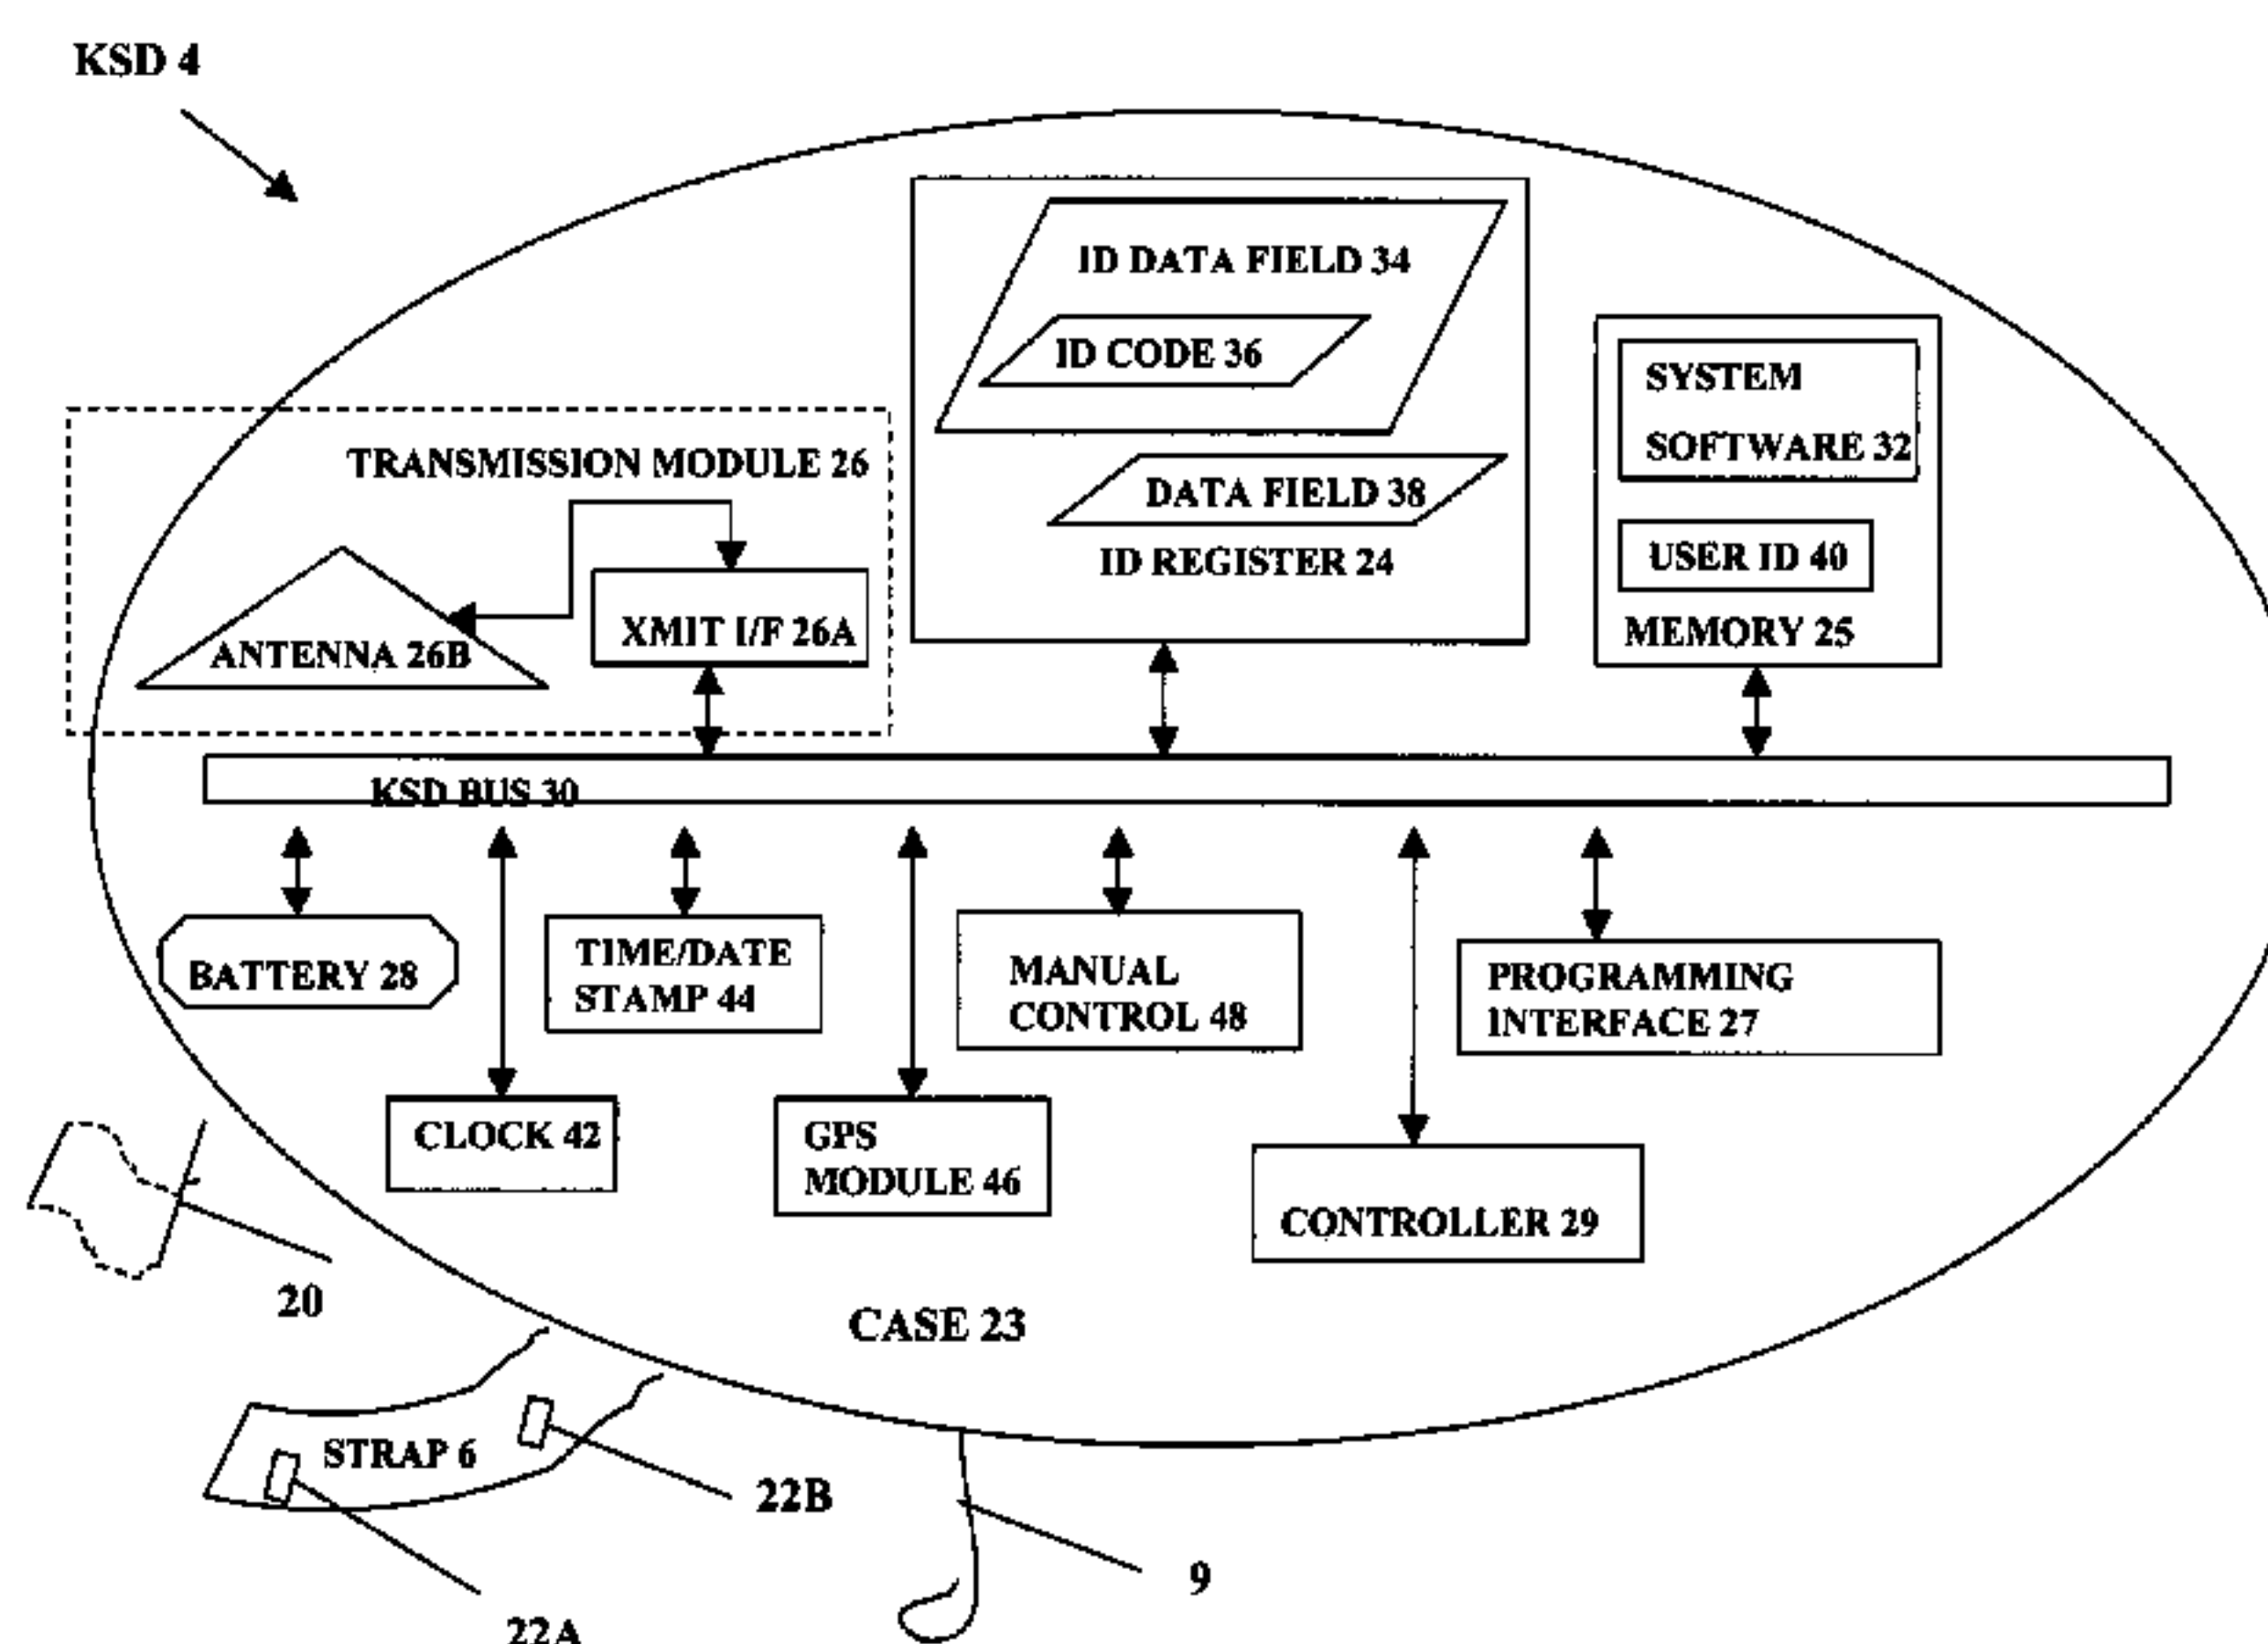 KSD 4
ID DATA FIELD 34
ID CODE 36
DATA FIELD 38
ID REGISTER 24
SYSTEM
SOFTWARE 32
USER ID 40
MEMORY 25
TRANSMISSION MODULE 26
XMIT I/F 26A
ANTENNA 26B
KSD BUS 30
BATTERY 28
TIME/DATE
STAMP 44
MANUAL
CONTROL 48
PROGRAMMING
INTERFACE 27
CLOCK 42
GPS
MODULE 46
CONTROLLER 29
20
CASE 23
STRAP 6
22B
9
22A